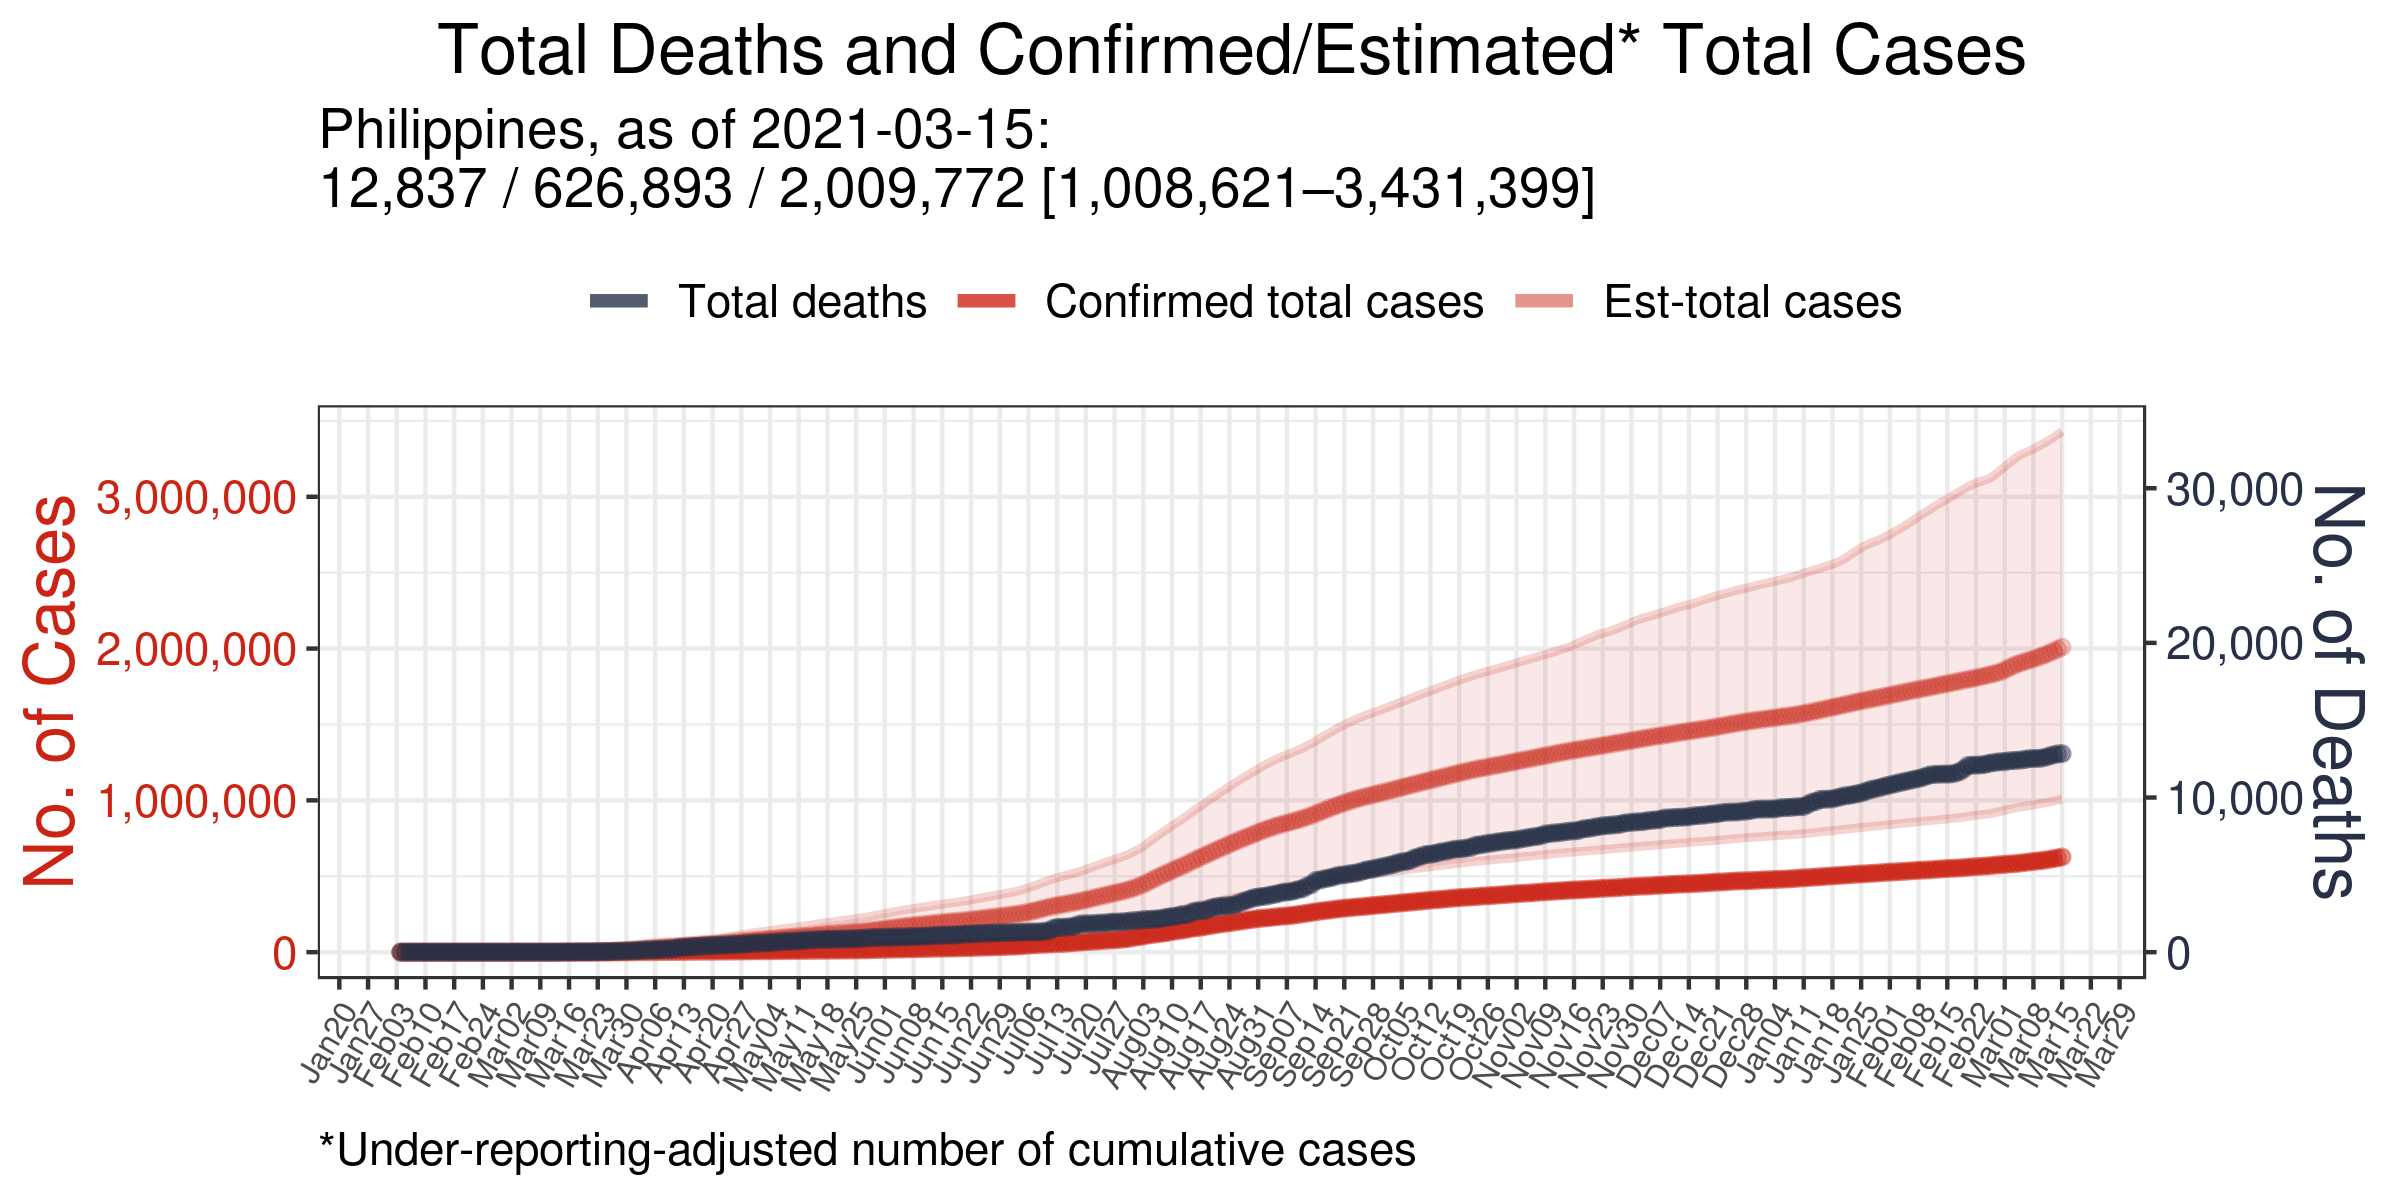 Total Deaths and Confirmed/Estimated* Total Cases
Philippines, as of 2021-03-15:
12,837 / 626,893 / 2,009,772 [1,008,621–3,431,399]
Total deaths
Confirmed total cases
Est-total cases
No. of Cases
3,000,000
2,000,000
1,000,000
0
30,000
20,000
10,000
0
No. of Deaths
Jan20
Jan27
Feb03
Feb10
Feb17
Feb24
Mar02
Mar09
Mar16
Mar23
Mar30
Apr06
Apr13
Apr20
Apr27
May04
May11
May18
May25
Jun01
Jun08
Jun15
Jun22
Jun29
Jul06
Jul13
Jul20
Jul27
Aug03
Aug10
Aug17
Aug24
Aug31
Sep07
Sep14
Sep21
Sep28
Oct05
Oct12
Oct19
Oct26
Nov02
Nov09
Nov16
Nov23
Nov30
Dec07
Dec14
Dec21
Dec28
Jan04
Jan11
Jan18
Jan25
Feb01
Feb08
Feb15
Feb22
Mar01
Mar08
Mar15
Mar22
Mar29
*Under-reporting-adjusted number of cumulative cases